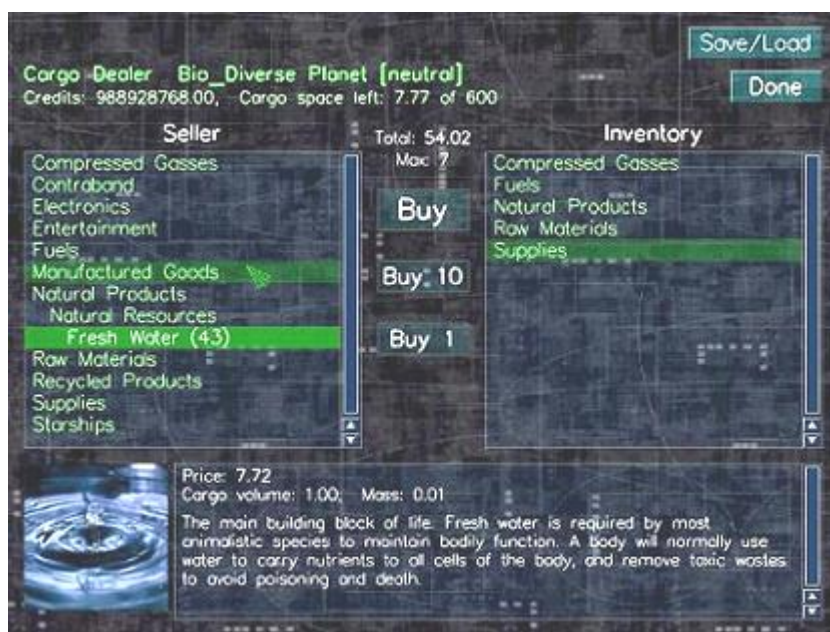 Save/Load
Cargo Dealer Bio_Diverse Planet [neutral]
Credits: 988928768.00, Cargo space left: 7.77 of 600
Done
Seller
Compressed Gasses
Contraband
Electronics
Entertainment
Fuels
Manufactured Goods
Natural Products
Natural Resources
Fresh Water (43)
Raw Materials
Recycled Products
Supplies
Starships
Total: 54.02
Max: 7
Buy
Buy 10
Buy 1
Inventory
Compressed Gasses
Fuels
Natural Products
Raw Materials
Supplies
Price: 7.72
Cargo volume: 1.00, Mass: 0.01
The main building block of life. Fresh water is required by most
animalistic species to maintain bodily function. A body will normally use
water to carry nutrients to all cells of the body, and remove toxic wastes
to avoid poisoning and death.